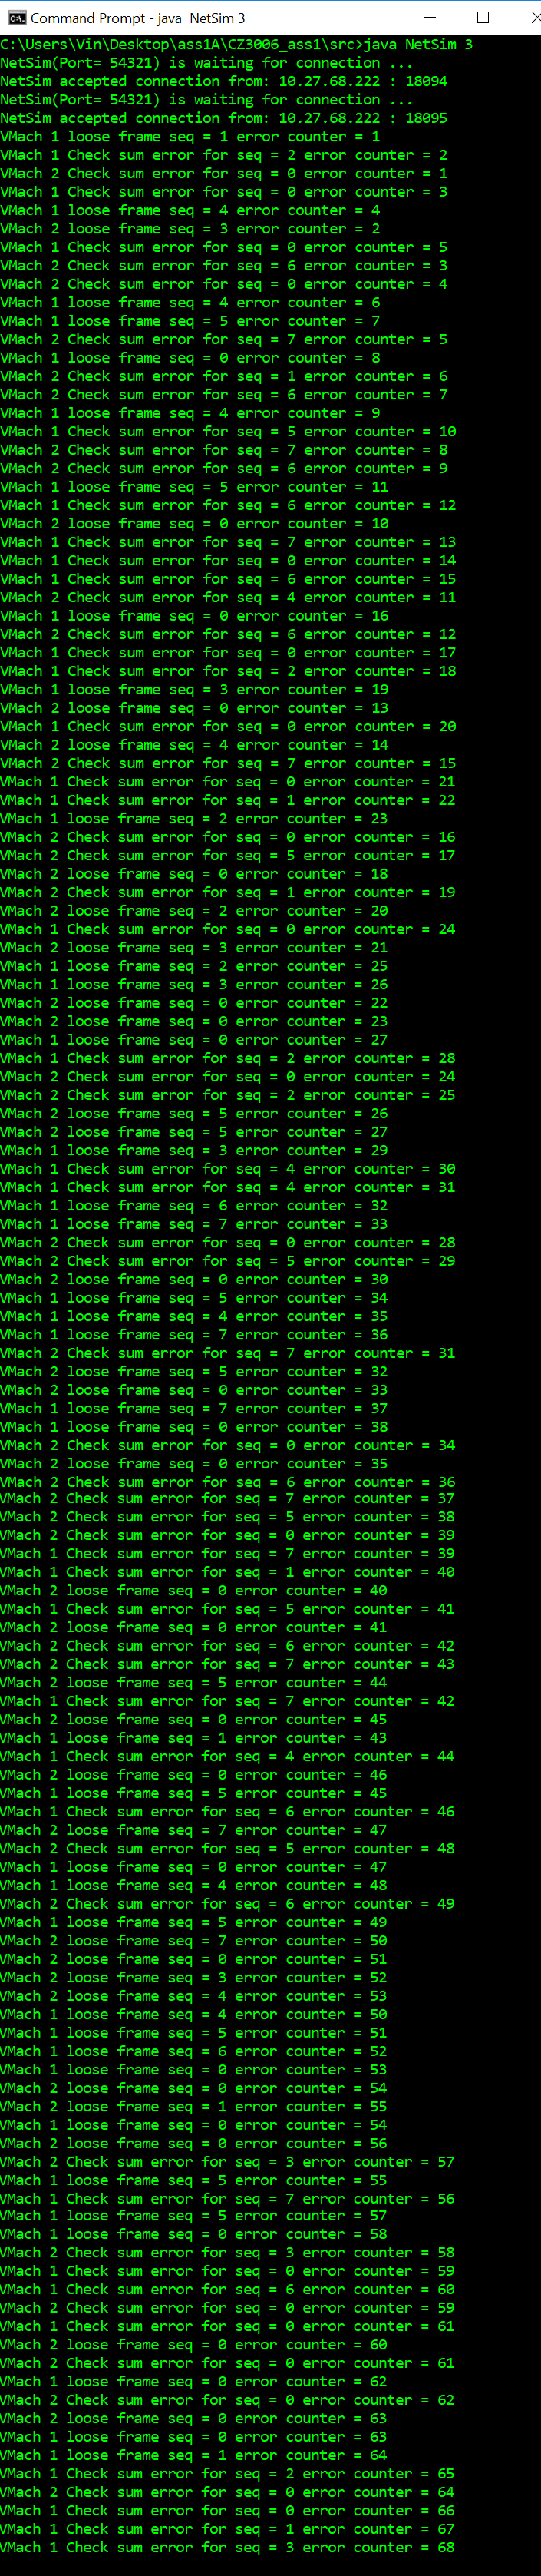 Command Prompt - java  NetSim 3
C:\Users\Vin\Desktop\ass1A\CZ3006_ass1\src>java NetSim 3
NetSim(Port= 54321) is waiting for connection ...
NetSim accepted connection from: 10.27.68.222 : 18094
NetSim(Port= 54321) is waiting for connection ...
NetSim accepted connection from: 10.27.68.222 : 18095
VMach 1 loose frame seq = 1 error counter = 1
VMach 1 Check sum error for seq = 2 error counter = 2
VMach 2 Check sum error for seq = 0 error counter = 1
VMach 1 Check sum error for seq = 0 error counter = 3
VMach 1 loose frame seq = 4 error counter = 4
VMach 2 loose frame seq = 3 error counter = 2
VMach 1 Check sum error for seq = 0 error counter = 5
VMach 2 Check sum error for seq = 6 error counter = 3
VMach 2 Check sum error for seq = 0 error counter = 4
VMach 1 loose frame seq = 4 error counter = 6
VMach 1 loose frame seq = 5 error counter = 7
VMach 2 Check sum error for seq = 7 error counter = 5
VMach 1 loose frame seq = 0 error counter = 8
VMach 2 Check sum error for seq = 1 error counter = 6
VMach 2 Check sum error for seq = 6 error counter = 7
VMach 1 loose frame seq = 4 error counter = 9
VMach 1 Check sum error for seq = 5 error counter = 10
VMach 2 Check sum error for seq = 7 error counter = 8
VMach 2 Check sum error for seq = 6 error counter = 9
VMach 1 loose frame seq = 5 error counter = 11
VMach 1 Check sum error for seq = 6 error counter = 12
VMach 2 loose frame seq = 0 error counter = 10
VMach 1 Check sum error for seq = 7 error counter = 13
VMach 1 Check sum error for seq = 0 error counter = 14
VMach 1 Check sum error for seq = 6 error counter = 15
VMach 2 Check sum error for seq = 4 error counter = 11
VMach 1 loose frame seq = 0 error counter = 16
VMach 2 Check sum error for seq = 6 error counter = 12
VMach 1 Check sum error for seq = 0 error counter = 17
VMach 1 Check sum error for seq = 2 error counter = 18
VMach 1 loose frame seq = 3 error counter = 19
VMach 2 loose frame seq = 0 error counter = 13
VMach 1 Check sum error for seq = 0 error counter = 20
VMach 2 loose frame seq = 4 error counter = 14
VMach 2 Check sum error for seq = 7 error counter = 15
VMach 1 Check sum error for seq = 0 error counter = 21
VMach 1 Check sum error for seq = 1 error counter = 22
VMach 1 loose frame seq = 2 error counter = 23
VMach 2 Check sum error for seq = 0 error counter = 16
VMach 2 Check sum error for seq = 5 error counter = 17
VMach 2 loose frame seq = 0 error counter = 18
VMach 2 Check sum error for seq = 1 error counter = 19
VMach 2 loose frame seq = 2 error counter = 20
VMach 1 Check sum error for seq = 0 error counter = 24
VMach 2 loose frame seq = 3 error counter = 21
VMach 1 loose frame seq = 2 error counter = 25
VMach 1 loose frame seq = 3 error counter = 26
VMach 2 loose frame seq = 0 error counter = 22
VMach 2 loose frame seq = 0 error counter = 23
VMach 1 loose frame seq = 0 error counter = 27
VMach 1 Check sum error for seq = 2 error counter = 28
VMach 2 Check sum error for seq = 0 error counter = 24
VMach 2 Check sum error for seq = 2 error counter = 25
VMach 2 loose frame seq = 5 error counter = 26
VMach 2 loose frame seq = 5 error counter = 27
VMach 1 loose frame seq = 3 error counter = 29
VMach 1 Check sum error for seq = 4 error counter = 30
VMach 1 Check sum error for seq = 4 error counter = 31
VMach 1 loose frame seq = 6 error counter = 32
VMach 1 loose frame seq = 7 error counter = 33
VMach 2 Check sum error for seq = 0 error counter = 28
VMach 2 Check sum error for seq = 5 error counter = 29
VMach 2 loose frame seq = 0 error counter = 30
VMach 1 loose frame seq = 5 error counter = 34
VMach 1 loose frame seq = 4 error counter = 35
VMach 1 loose frame seq = 7 error counter = 36
VMach 2 Check sum error for seq = 7 error counter = 31
VMach 2 loose frame seq = 5 error counter = 32
VMach 2 loose frame seq = 0 error counter = 33
VMach 1 loose frame seq = 7 error counter = 37
VMach 1 loose frame seq = 0 error counter = 38
VMach 2 Check sum error for seq = 0 error counter = 34
VMach 2 loose frame seq = 0 error counter = 35
VMach 2 Check sum error for seq = 6 error counter = 36
VMach 2 Check sum error for seq = 7 error counter = 37
VMach 2 Check sum error for seq = 5 error counter = 38
VMach 2 Check sum error for seq = 0 error counter = 39
VMach 1 Check sum error for seq = 7 error counter = 39
VMach 1 Check sum error for seq = 1 error counter = 40
VMach 2 loose frame seq = 0 error counter = 40
VMach 1 Check sum error for seq = 5 error counter = 41
VMach 2 loose frame seq = 0 error counter = 41
VMach 2 Check sum error for seq = 6 error counter = 42
VMach 2 Check sum error for seq = 7 error counter = 43
VMach 2 loose frame seq = 5 error counter = 44
VMach 1 Check sum error for seq = 7 error counter = 42
VMach 2 loose frame seq = 0 error counter = 45
VMach 1 loose frame seq = 1 error counter = 43
VMach 1 Check sum error for seq = 4 error counter = 44
VMach 2 loose frame seq = 0 error counter = 46
VMach 1 loose frame seq = 5 error counter = 45
VMach 1 Check sum error for seq = 6 error counter = 46
VMach 2 loose frame seq = 7 error counter = 47
VMach 2 Check sum error for seq = 5 error counter = 48
VMach 1 loose frame seq = 0 error counter = 47
VMach 1 loose frame seq = 4 error counter = 48
VMach 2 Check sum error for seq = 6 error counter = 49
VMach 1 loose frame seq = 5 error counter = 49
VMach 2 loose frame seq = 7 error counter = 50
VMach 2 loose frame seq = 0 error counter = 51
VMach 2 loose frame seq = 3 error counter = 52
VMach 2 loose frame seq = 4 error counter = 53
VMach 1 loose frame seq = 4 error counter = 50
VMach 1 loose frame seq = 5 error counter = 51
VMach 1 loose frame seq = 6 error counter = 52
VMach 1 loose frame seq = 0 error counter = 53
VMach 2 loose frame seq = 0 error counter = 54
VMach 2 loose frame seq = 1 error counter = 55
VMach 1 loose frame seq = 0 error counter = 54
VMach 2 loose frame seq = 0 error counter = 56
VMach 2 Check sum error for seq = 3 error counter = 57
VMach 1 loose frame seq = 5 error counter = 55
VMach 1 Check sum error for seq = 7 error counter = 56
VMach 1 loose frame seq = 5 error counter = 57
VMach 1 loose frame seq = 0 error counter = 58
VMach 2 Check sum error for seq = 3 error counter = 58
VMach 1 Check sum error for seq = 0 error counter = 59
VMach 1 Check sum error for seq = 6 error counter = 60
VMach 2 Check sum error for seq = 0 error counter = 59
VMach 1 Check sum error for seq = 0 error counter = 61
VMach 2 loose frame seq = 0 error counter = 60
VMach 2 Check sum error for seq = 0 error counter = 61
VMach 1 loose frame seq = 0 error counter = 62
VMach 2 Check sum error for seq = 0 error counter = 62
VMach 2 loose frame seq = 0 error counter = 63
VMach 1 loose frame seq = 0 error counter = 63
VMach 1 loose frame seq = 1 error counter = 64
VMach 1 Check sum error for seq = 2 error counter = 65
VMach 2 Check sum error for seq = 0 error counter = 64
VMach 1 Check sum error for seq = 0 error counter = 66
VMach 1 Check sum error for seq = 1 error counter = 67
VMach 1 Check sum error for seq = 3 error counter = 68